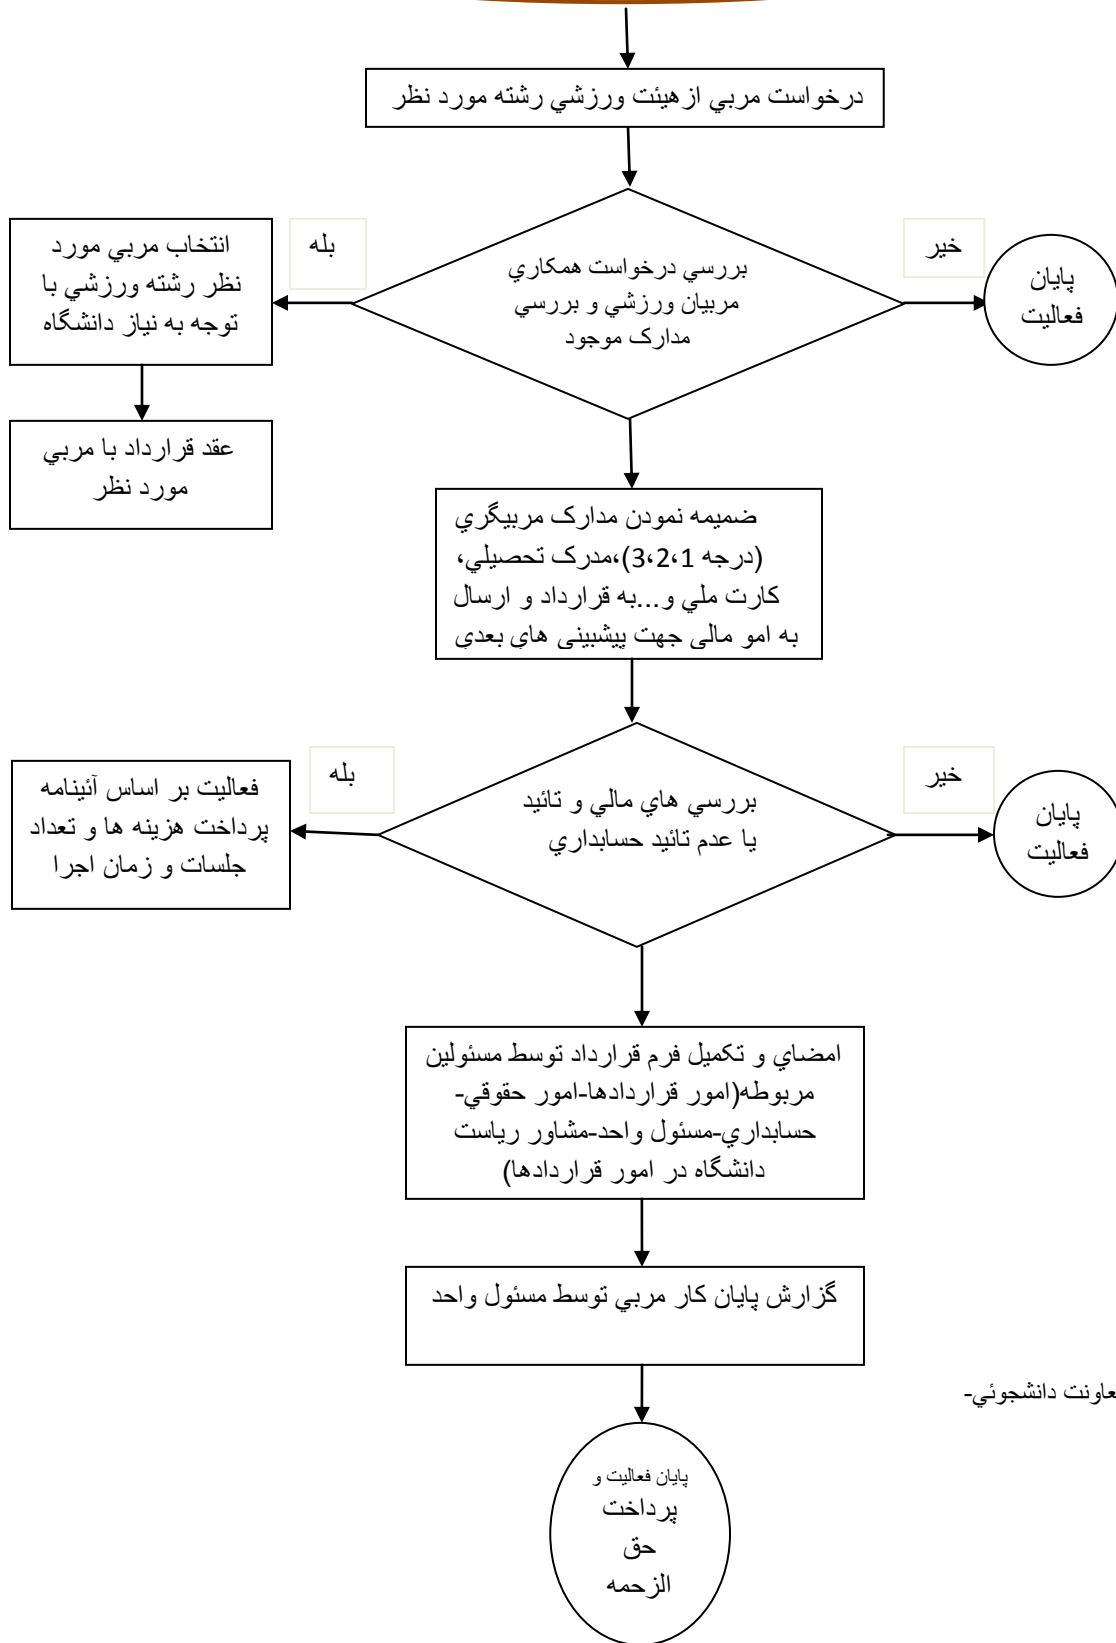 درخواست مربي ازهيئت ورزشي رشته مورد نظر
خير
بله
پايان
فعاليت
بررسي درخواست همكاري
مربيان ورزشي و بررسي
مدارک موجود
انتخاب مربي مورد
نظر رشته ورزشي با
توجه به نياز دانشگاه
عقد قرارداد با مربي
مورد نظر
ضميمه نمودن مدارک مربيگري
(درجه 1،2،3)،مدرک تحصيلي،
كارت ملي و...به قرارداد و ارسال
به امو مالي جهت پيشبيني هاي بعدي
خير
بله
پايان
فعاليت
بررسي هاي مالي و تائيد
يا عدم تائيد حسابداري
فعاليت بر اساس آئينامه
پرداخت هزينه ها و تعداد
جلسات و زمان اجرا
امضاي و تكميل فرم قرارداد توسط مسئولين
مربوطه(امور قراردادها-امور حقوقي-
حسابداري-مسئول واحد-مشاور رياست
دانشگاه در امور قراردادها)
گزارش پايان كار مربي توسط مسئول واحد
عاونت دانشجوئي-
پايان فعاليت و
پرداخت
حق
الزحمه